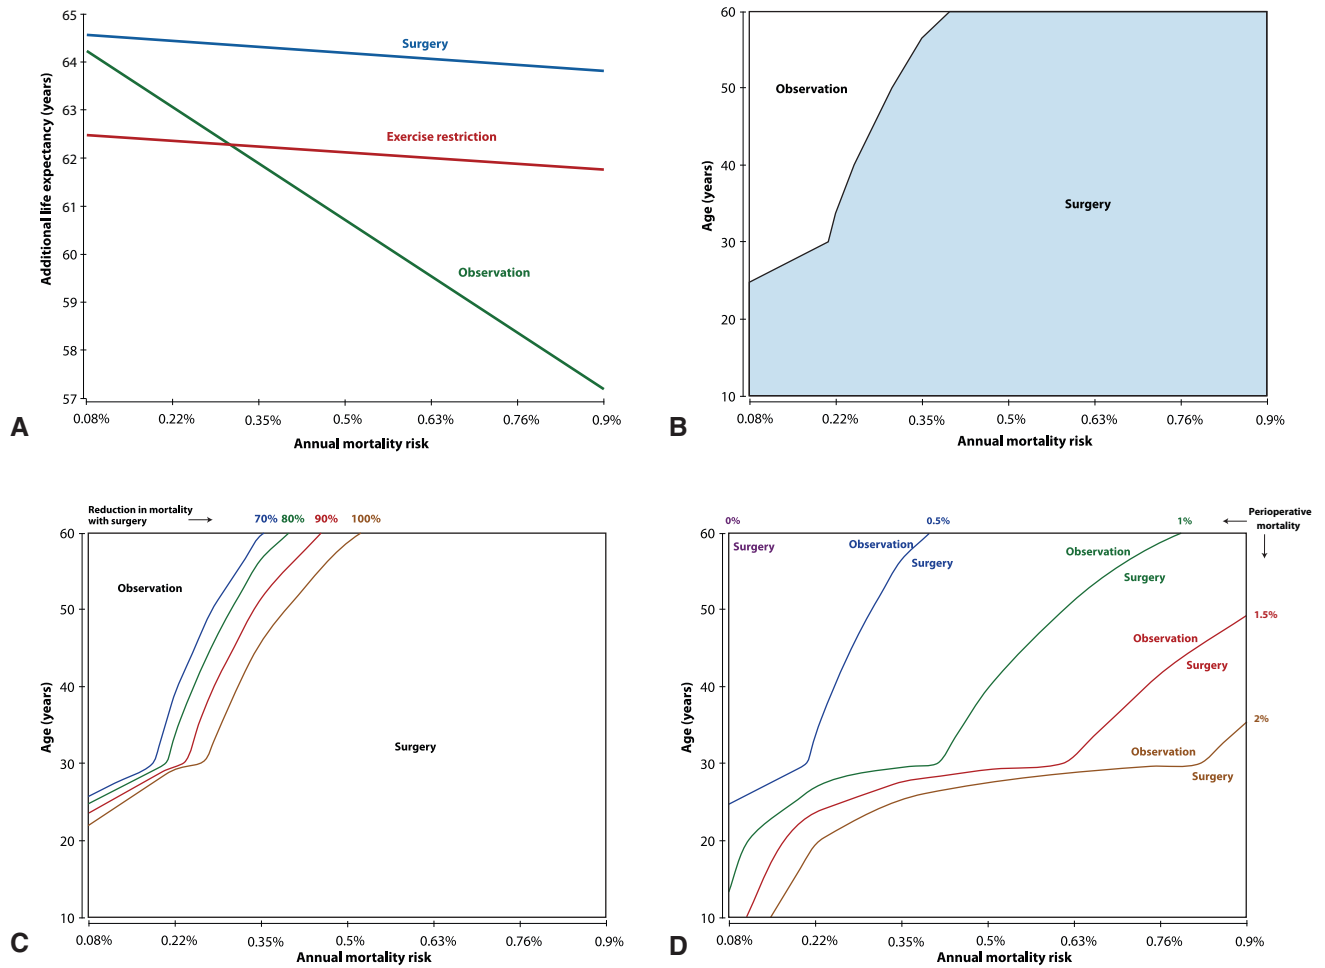 65
64
63
62
61
60
59
58
57
Additional life expectancy (years)
Surgery
Exercise restriction
Observation
0.08% 0.22% 0.35% 0.5% 0.63% 0.76% 0.9%
Annual mortality risk
A
60
50
40
30
20
10
Age (years)
Observation
Surgery
0.08% 0.22% 0.35% 0.5% 0.63% 0.76% 0.9%
Annual mortality risk
B
Reduction in mortality
with surgery
70% 80% 90% 100%
60
50
40
30
20
10
Age (years)
Observation
Surgery
0.08% 0.22% 0.35% 0.5% 0.63% 0.76% 0.9%
Annual mortality risk
C
0% 0.5% 1%
Perioperative
mortality
60
50
40
30
20
10
Age (years)
Surgery
Observation
Surgery
Observation
Surgery
1.5%
Observation
Surgery
2%
Observation
Surgery
0.08% 0.22% 0.35% 0.5% 0.63% 0.76% 0.9%
Annual mortality risk
D